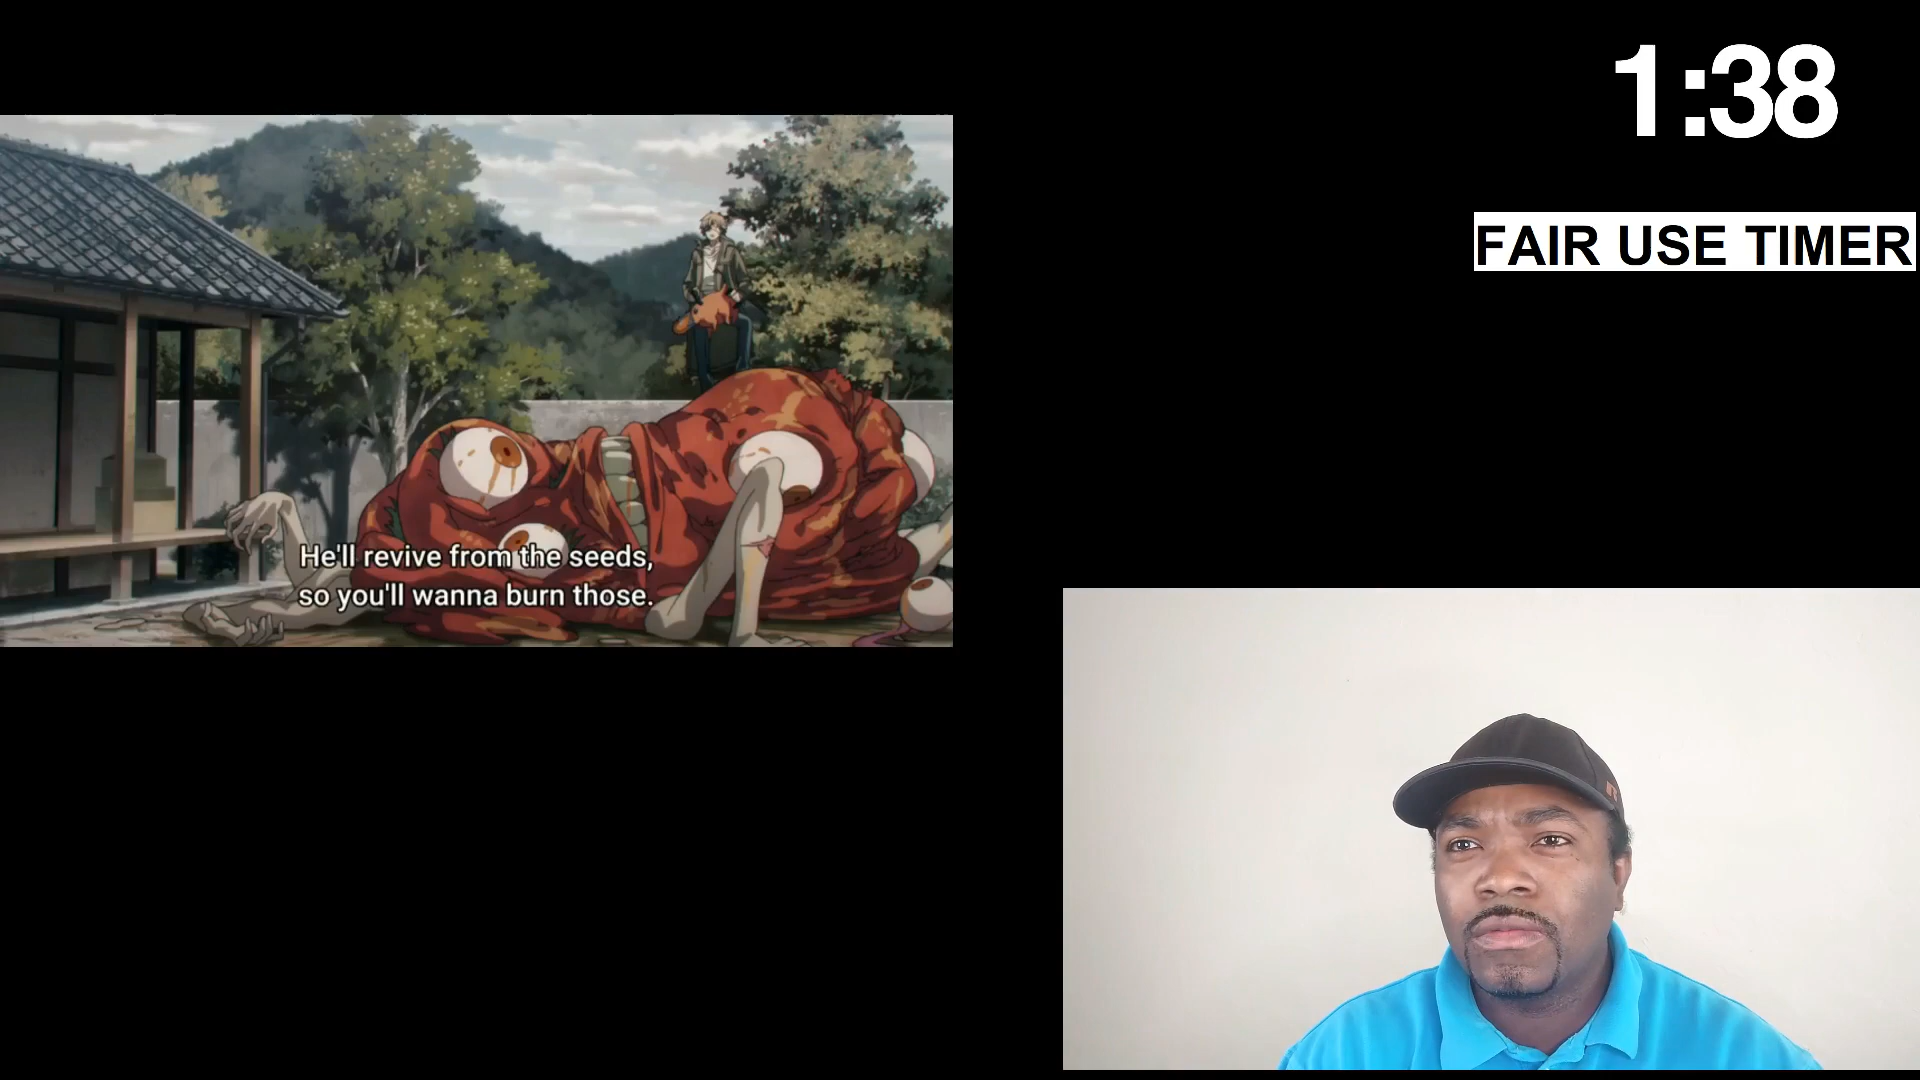 1:38
FAIR USE TIMER
He'll revive from the seeds,
so you'll wanna burn those.